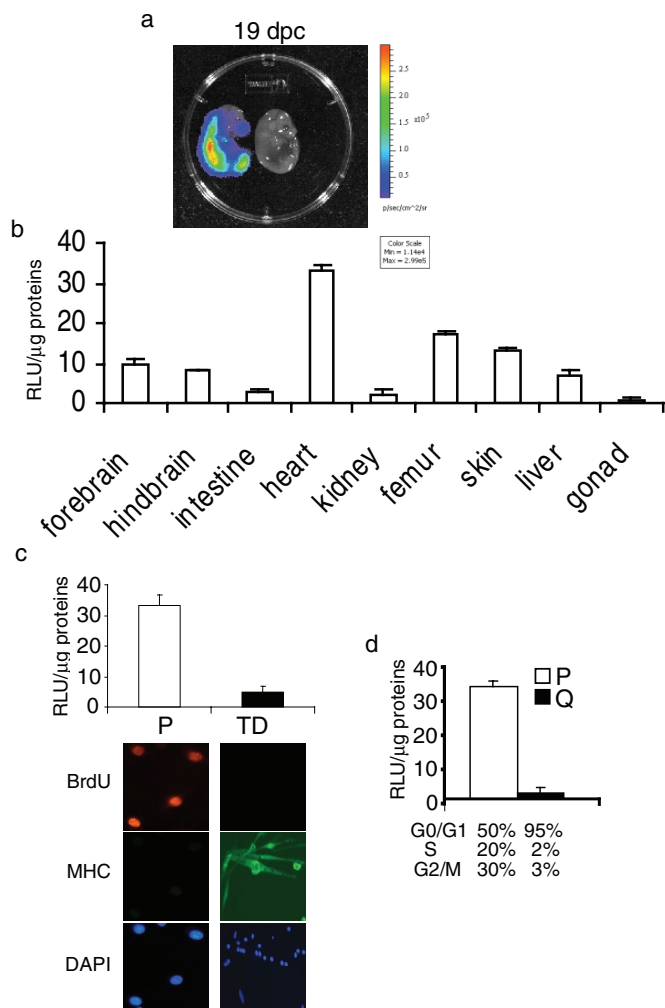 a
19 dpc
2.5
2.0
1.5
x10^5
1.0
0.5
p/sec/cm^2/sr
Color Scale
Min = 1.14e4
Max = 2.99e5
b
RLU/µg proteins
40
30
20
10
0
forebrain
hindbrain
intestine
heart
kidney
femur
skin
liver
gonad
c
RLU/µg proteins
40
30
20
10
0
P TD
BrdU
MHC
DAPI
d
RLU/µg proteins
40
30
20
10
0
P
Q
G0/G1 50% 95%
S 20% 2%
G2/M 30% 3%